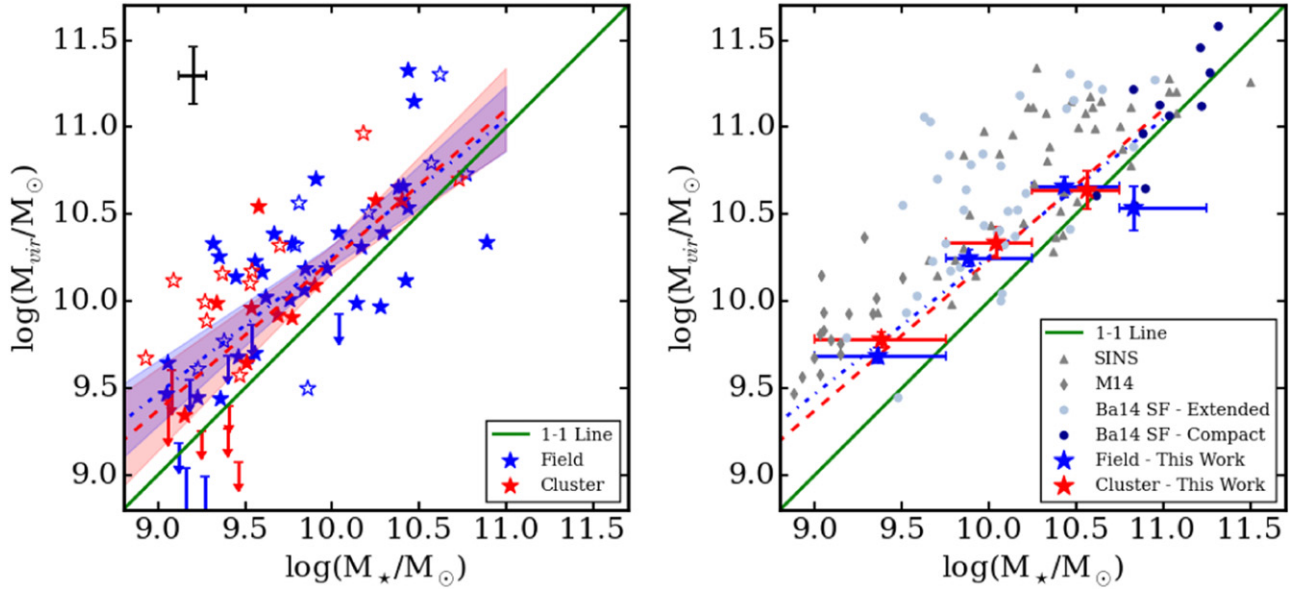 log(M_vir/M_⊙)
11.5
11.0
10.5
10.0
9.5
9.0
1-1 Line
Field
Cluster
9.0 9.5 10.0 10.5 11.0 11.5
log(M_⋆/M_⊙)
log(M_vir/M_⊙)
11.5
11.0
10.5
10.0
9.5
9.0
1-1 Line
SINS
M14
Ba14 SF - Extended
Ba14 SF - Compact
Field - This Work
Cluster - This Work
9.0 9.5 10.0 10.5 11.0 11.5
log(M_⋆/M_⊙)